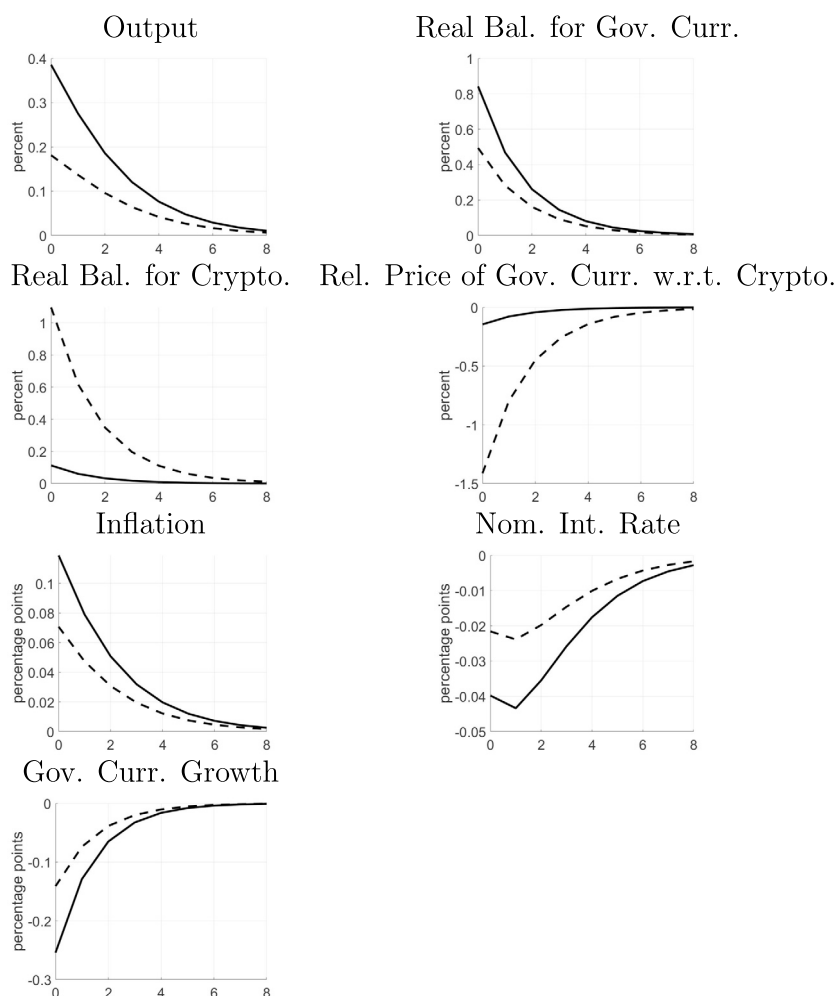 Output
percent
0.4
0.3
0.2
0.1
0
0 2 4 6 8
Real Bal. for Gov. Curr.
percent
1
0.8
0.6
0.4
0.2
0
0 2 4 6 8
Real Bal. for Crypto.
percent
1
0.8
0.6
0.4
0.2
0
0 2 4 6 8
Rel. Price of Gov. Curr. w.r.t. Crypto.
percent
0
-0.5
-1
-1.5
0 2 4 6 8
Inflation
percentage points
0.1
0.08
0.06
0.04
0.02
0
0 2 4 6 8
Nom. Int. Rate
percentage points
0
-0.01
-0.02
-0.03
-0.04
-0.05
0 2 4 6 8
Gov. Curr. Growth
percentage points
0
-0.1
-0.2
-0.3
0 2 4 6 8